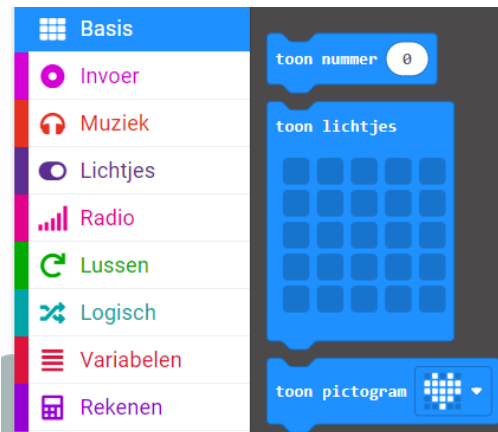 Basis
Invoer
Muziek
Lichtjes
Radio
Lussen
Logisch
Variabelen
Rekenen
toon nummer 0
toon lichtjes
toon pictogram